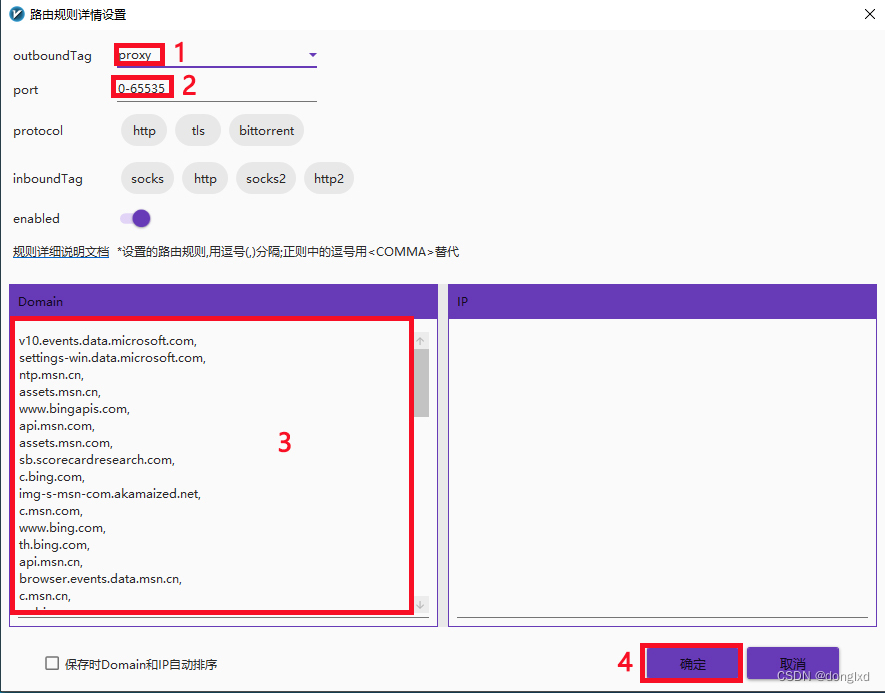 路由规则详情设置
outboundTag proxy 1
port 0-65535 2
protocol http tls bittorrent
inboundTag socks http socks2 http2
enabled
规则详细说明文档 *设置的路由规则,用逗号(,)分隔;正则中的逗号用<COMMA>替代
Domain IP
v10.events.data.microsoft.com,
settings-win.data.microsoft.com,
ntp.msn.cn,
assets.msn.cn,
www.bingapis.com,
api.msn.com,
assets.msn.com,
3
sb.scorecardresearch.com,
c.bing.com,
img-s-msn-com.akamaized.net,
c.msn.com,
www.bing.com,
th.bing.com,
api.msn.cn,
browser.events.data.msn.cn,
c.msn.cn,
保存时Domain和IP自动排序 4 确定 取消
CSDN @donglxd